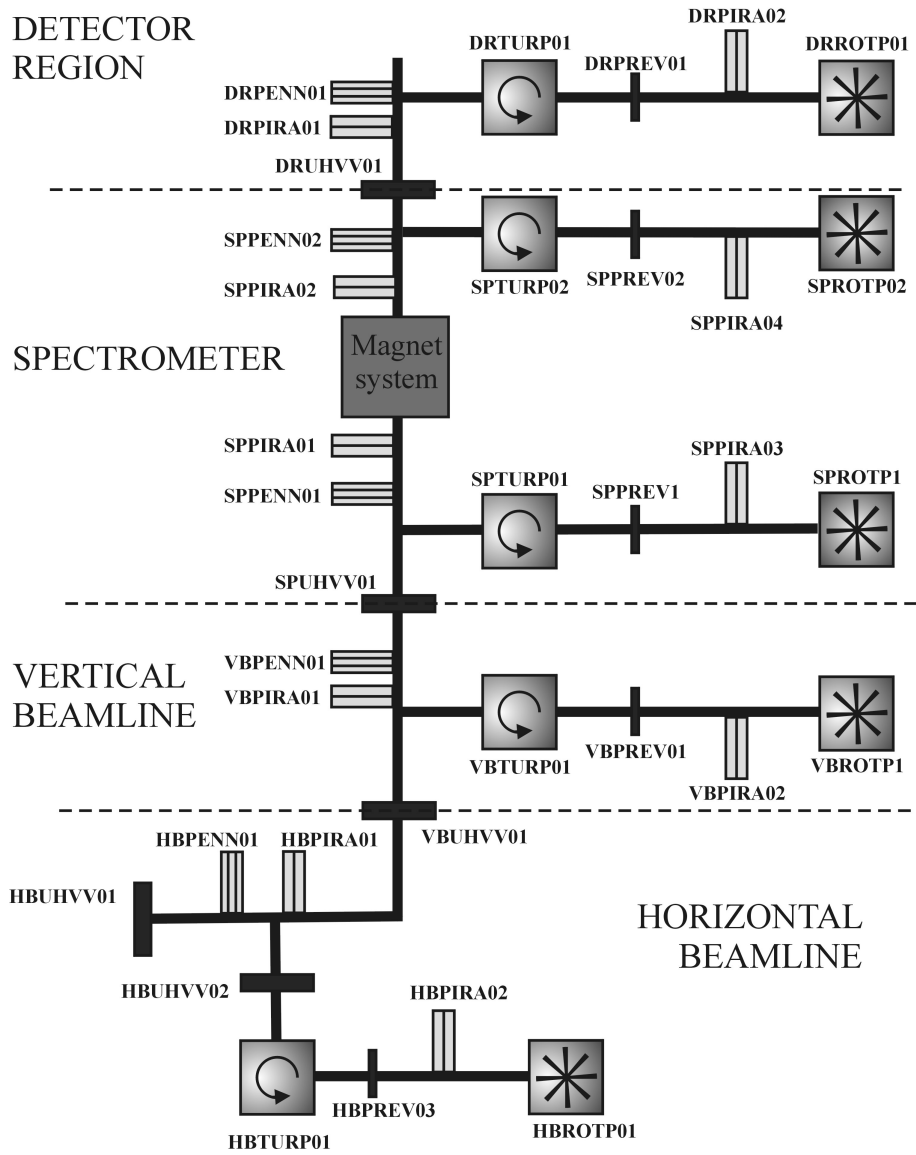 DETECTOR
REGION
DRPIRA02
DRTURP01
DRPREV01
DRROTP01
DRPENN01
DRPIRA01
DRUHVV01
SPPENN02
SPPIRA02
SPTURP02
SPPREV02
SPROTP02
SPPIRA04
SPECTROMETER
Magnet
system
SPPIRA01
SPPENN01
SPTURP01
SPPREV1
SPPIRA03
SPROTP1
SPUHVV01
VERTICAL
BEAMLINE
VBPENN01
VBPIRA01
VBTURP01
VBPREV01
VBROTP1
VBPIRA02
VBUHVV01
HBPENN01
HBPIRA01
HBUHVV01
HORIZONTAL
BEAMLINE
HBUHVV02
HBPIRA02
HBPREV03
HBTURP01
HBROTP01